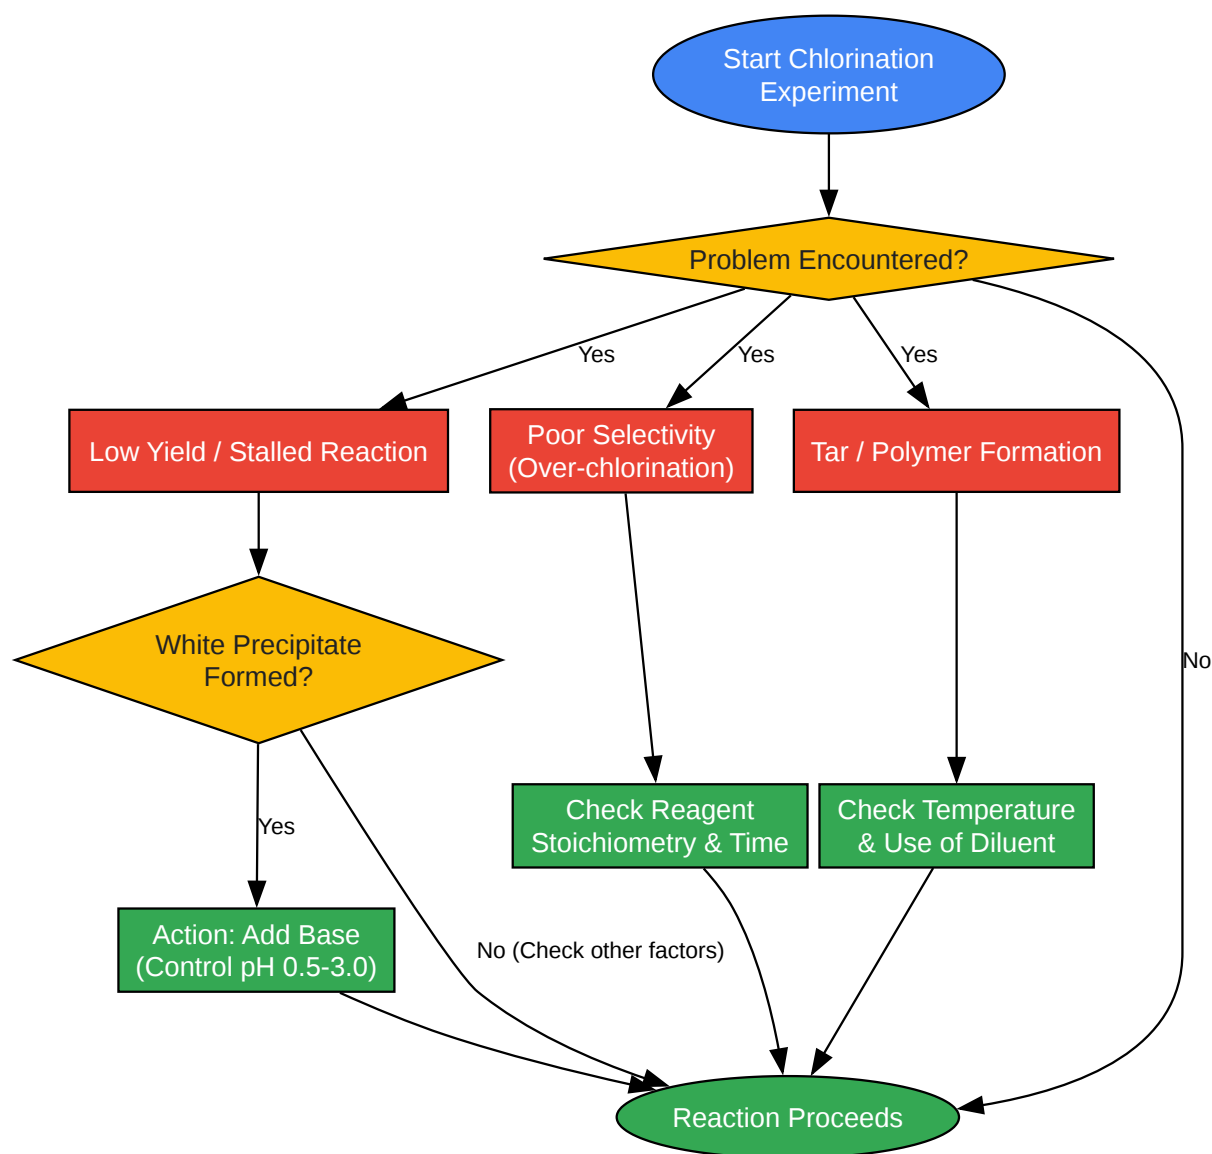 Start Chlorination
Experiment
Problem Encountered?
Yes
Yes
Yes
Low Yield / Stalled Reaction
Poor Selectivity
(Over-chlorination)
Tar / Polymer Formation
White Precipitate
Formed?
No
Yes
Check Reagent
Stoichiometry & Time
Check Temperature
& Use of Diluent
Action: Add Base
(Control pH 0.5-3.0)
No (Check other factors)
Reaction Proceeds